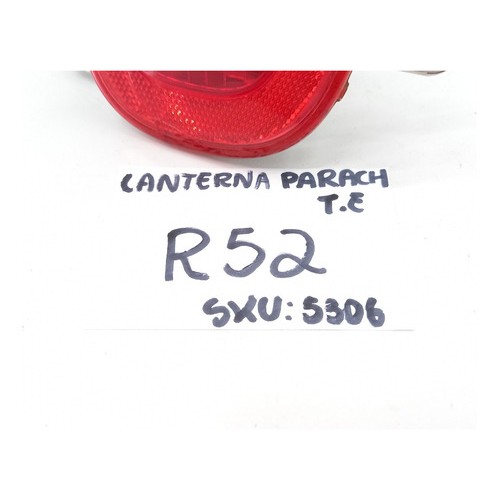 LANTERNA PARACH
T.E
R52
SKU: 5306